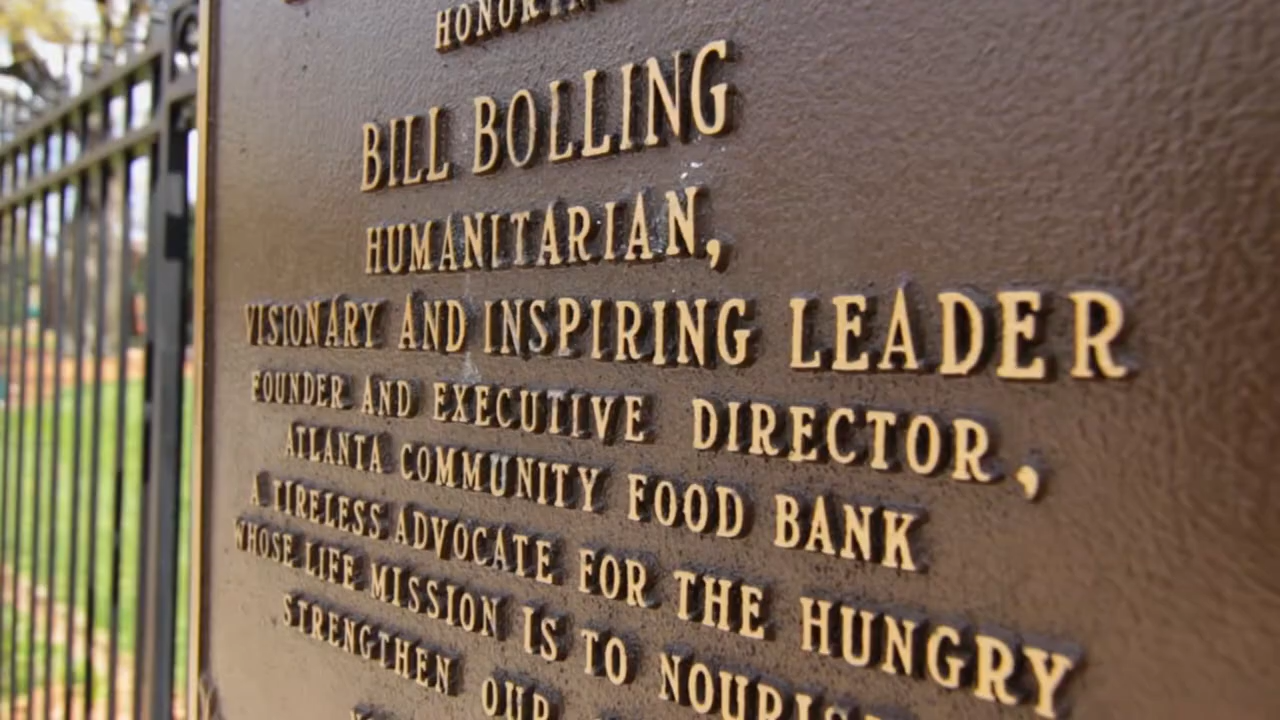 BILL BOLLING
HUMANITARIAN,
VISIONARY AND INSPIRING LEADER
FOUNDER AND EXECUTIVE DIRECTOR,
ATLANTA COMMUNITY FOOD BANK
A TIRELESS ADVOCATE FOR THE HUNGRY
WHOSE LIFE MISSION IS TO
STRENGTHEN OUR